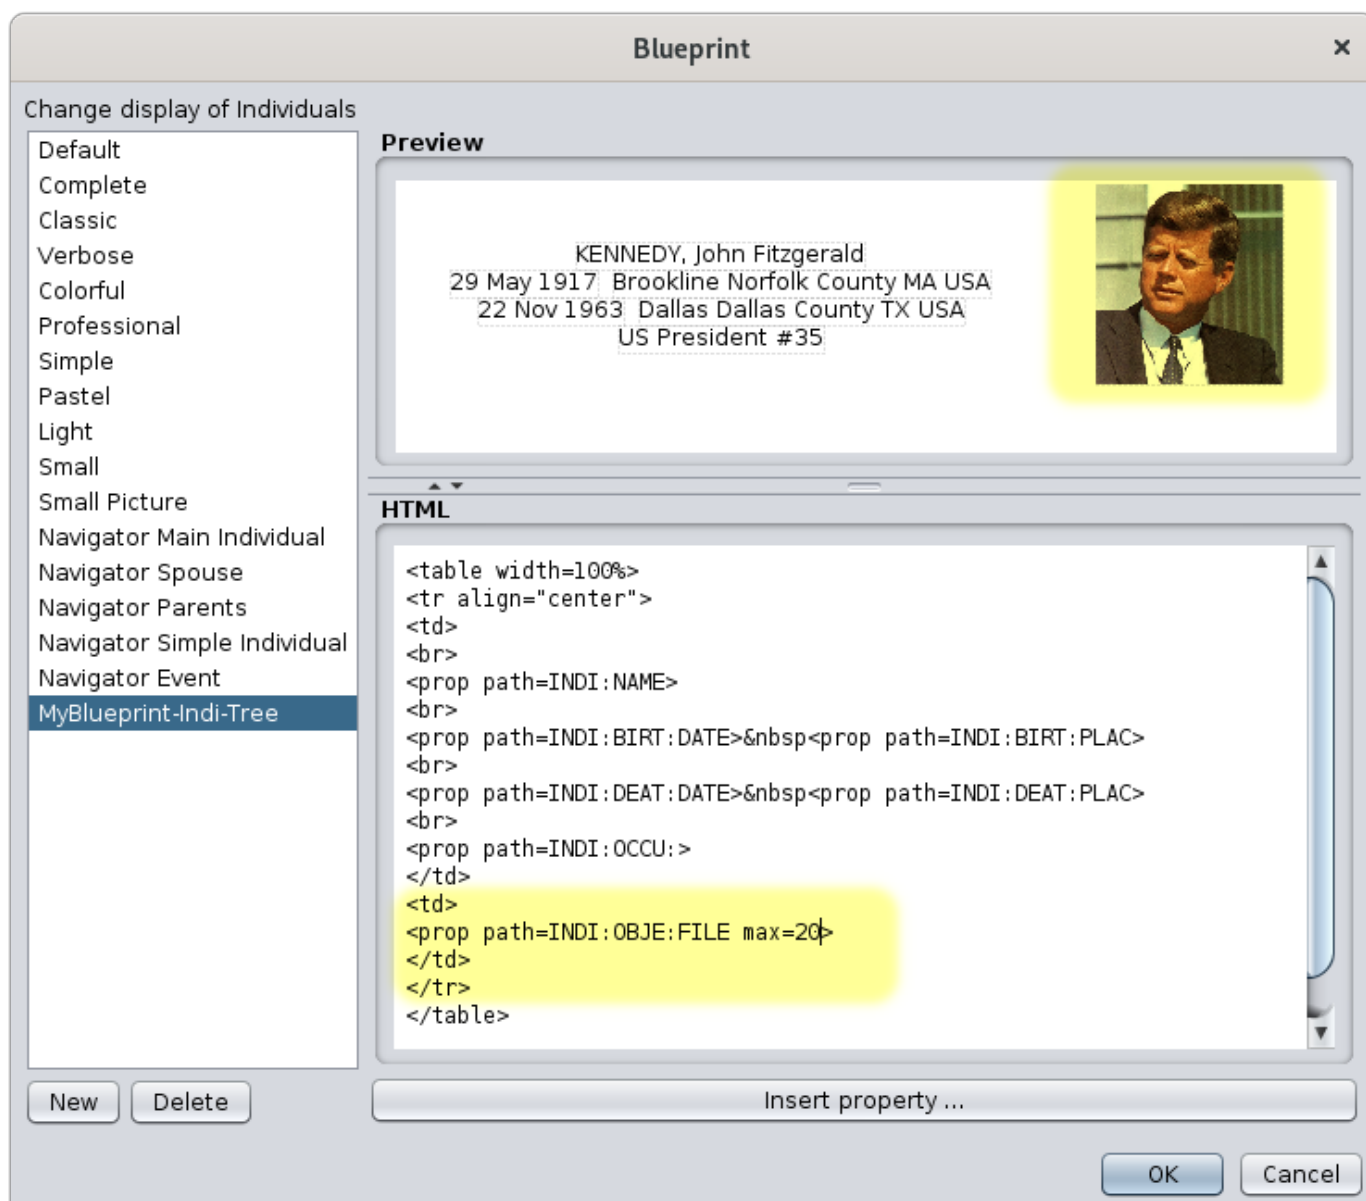 Blueprint
×
Change display of Individuals
Default
Complete
Classic
Verbose
Colorful
Professional
Simple
Pastel
Light
Small
Small Picture
Navigator Main Individual
Navigator Spouse
Navigator Parents
Navigator Simple Individual
Navigator Event
MyBlueprint-Indi-Tree
New
Delete
Preview
KENNEDY, John Fitzgerald
29 May 1917 Brookline Norfolk County MA USA
22 Nov 1963 Dallas Dallas County TX USA
US President #35
HTML
<table width=100%>
<tr align="center">
<td>
<br>
<prop path=INDI:NAME>
<br>
<prop path=INDI:BIRT:DATE>&nbsp<prop path=INDI:BIRT:PLAC>
<br>
<prop path=INDI:DEAT:DATE>&nbsp<prop path=INDI:DEAT:PLAC>
<br>
<prop path=INDI:OCCU:>
</td>
<td>
<prop path=INDI:OBJE:FILE max=20>
</td>
</tr>
</table>
Insert property ...
OK
Cancel